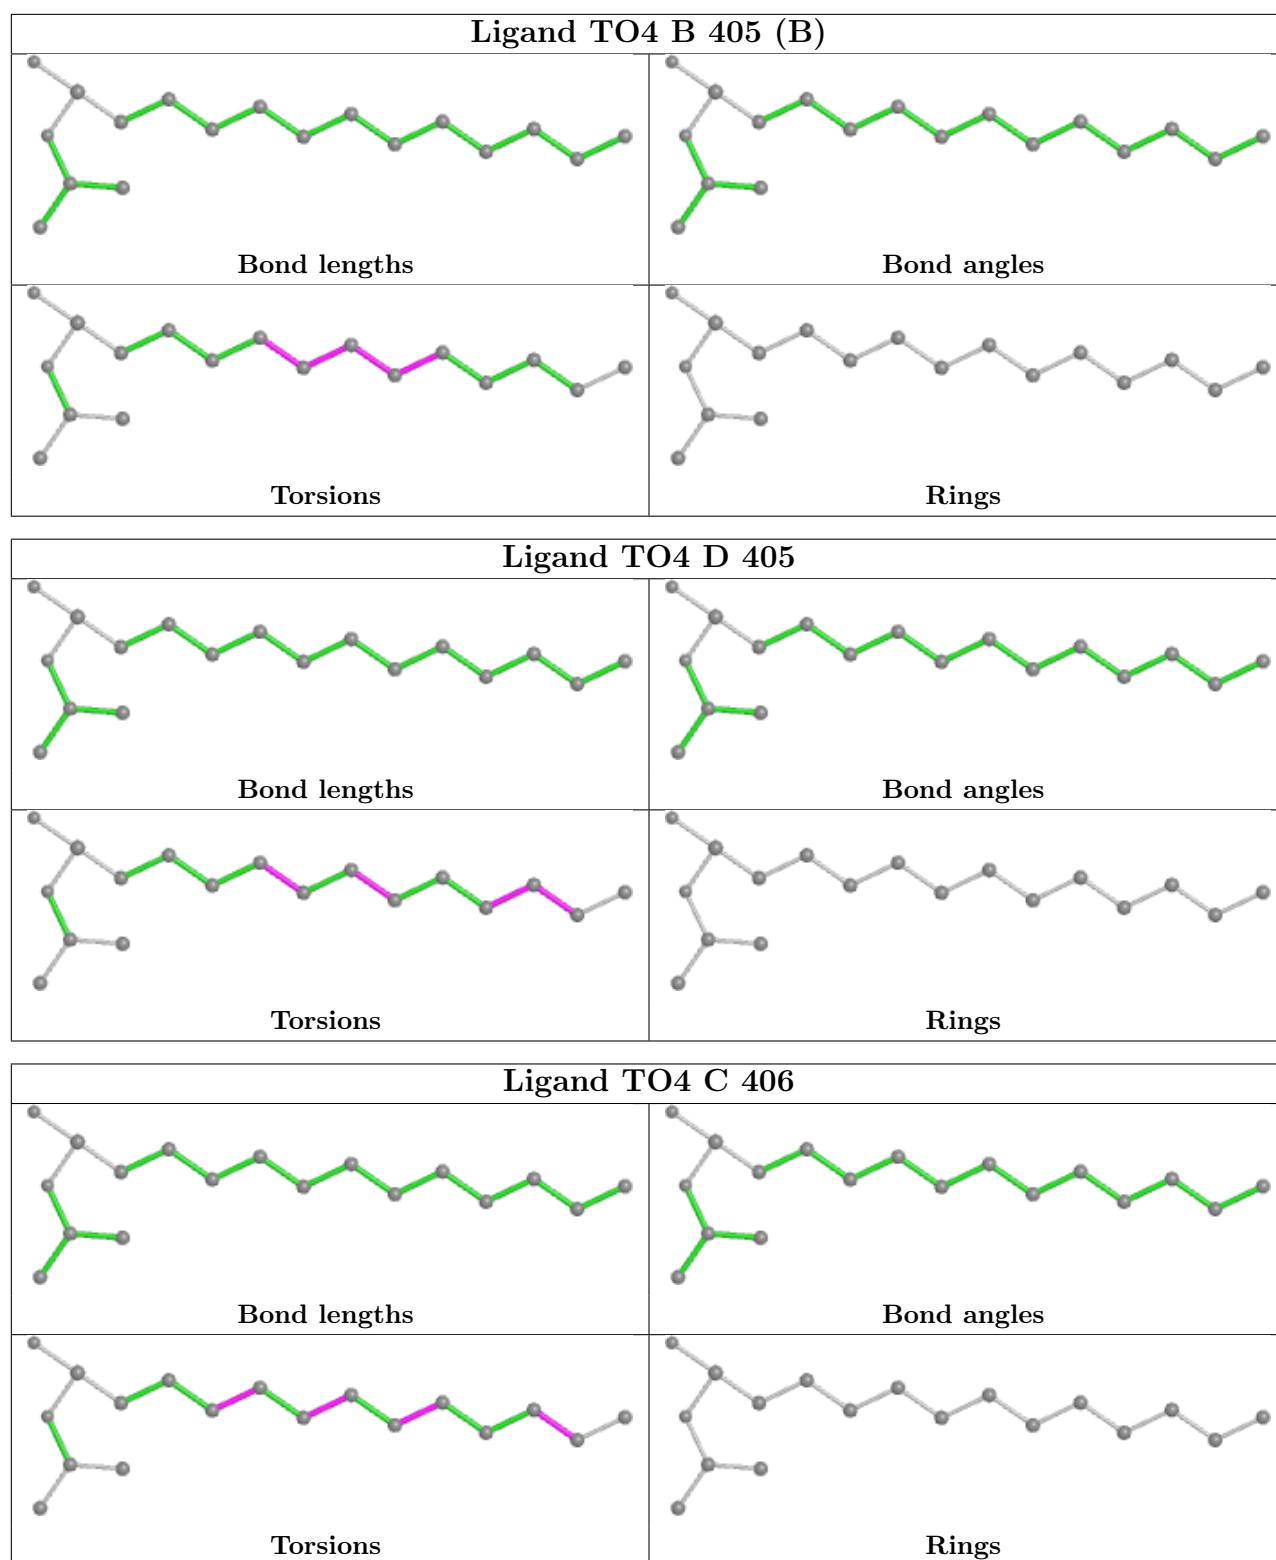 Ligand TO4 B 405 (B)
Bond lengths
Bond angles
Torsions
Rings
Ligand TO4 D 405
Bond lengths
Bond angles
Torsions
Rings
Ligand TO4 C 406
Bond lengths
Bond angles
Torsions
Rings